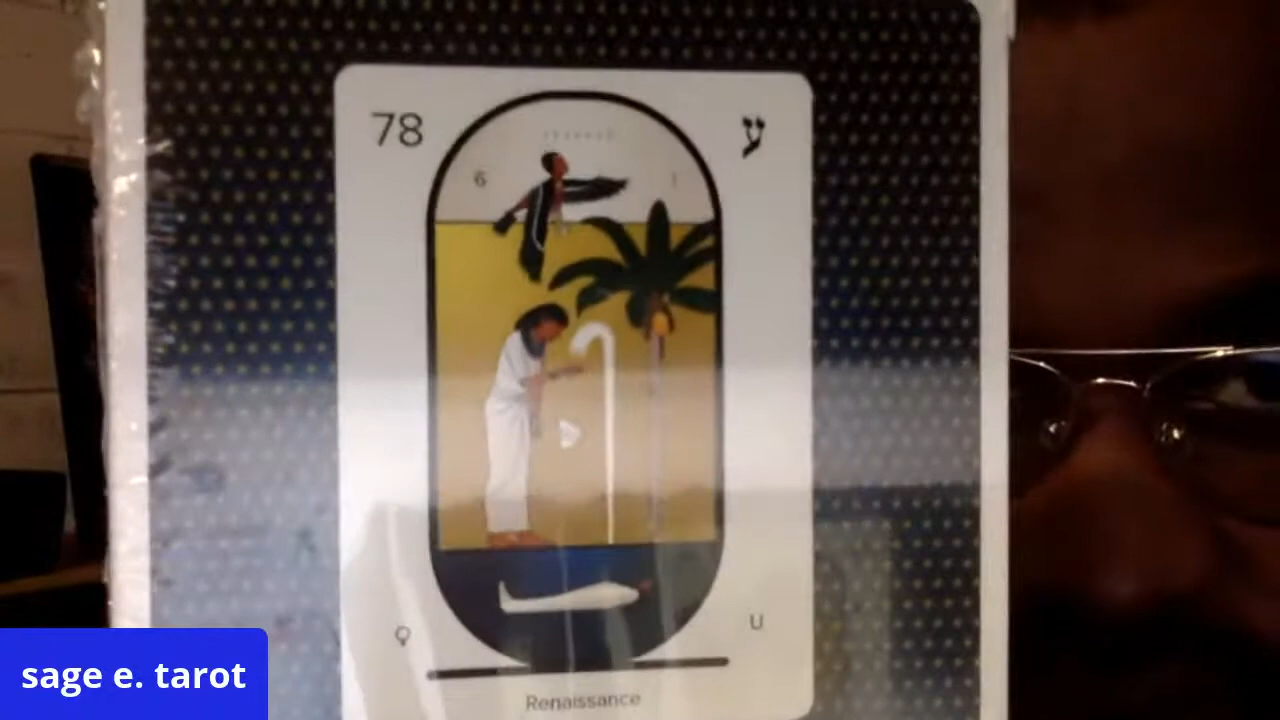 78
 עַ
6
U
Renaissance
sage e. tarot